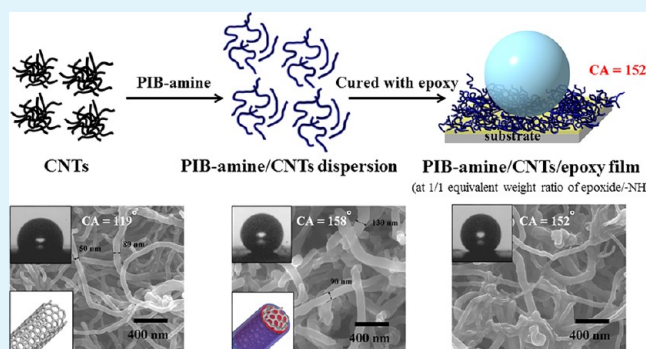 PIB-amine
Cured with epoxy
CA = 152
substrate
CNTs
PIB-amine/CNTs dispersion
PIB-amine/CNTs/epoxy film
(at 1/1 equivalent weight ratio of epoxide/-NH
CA = 119°
50 nm
80 nm
400 nm
CA = 158°
130 nm
90 nm
400 nm
CA = 152°
400 nm